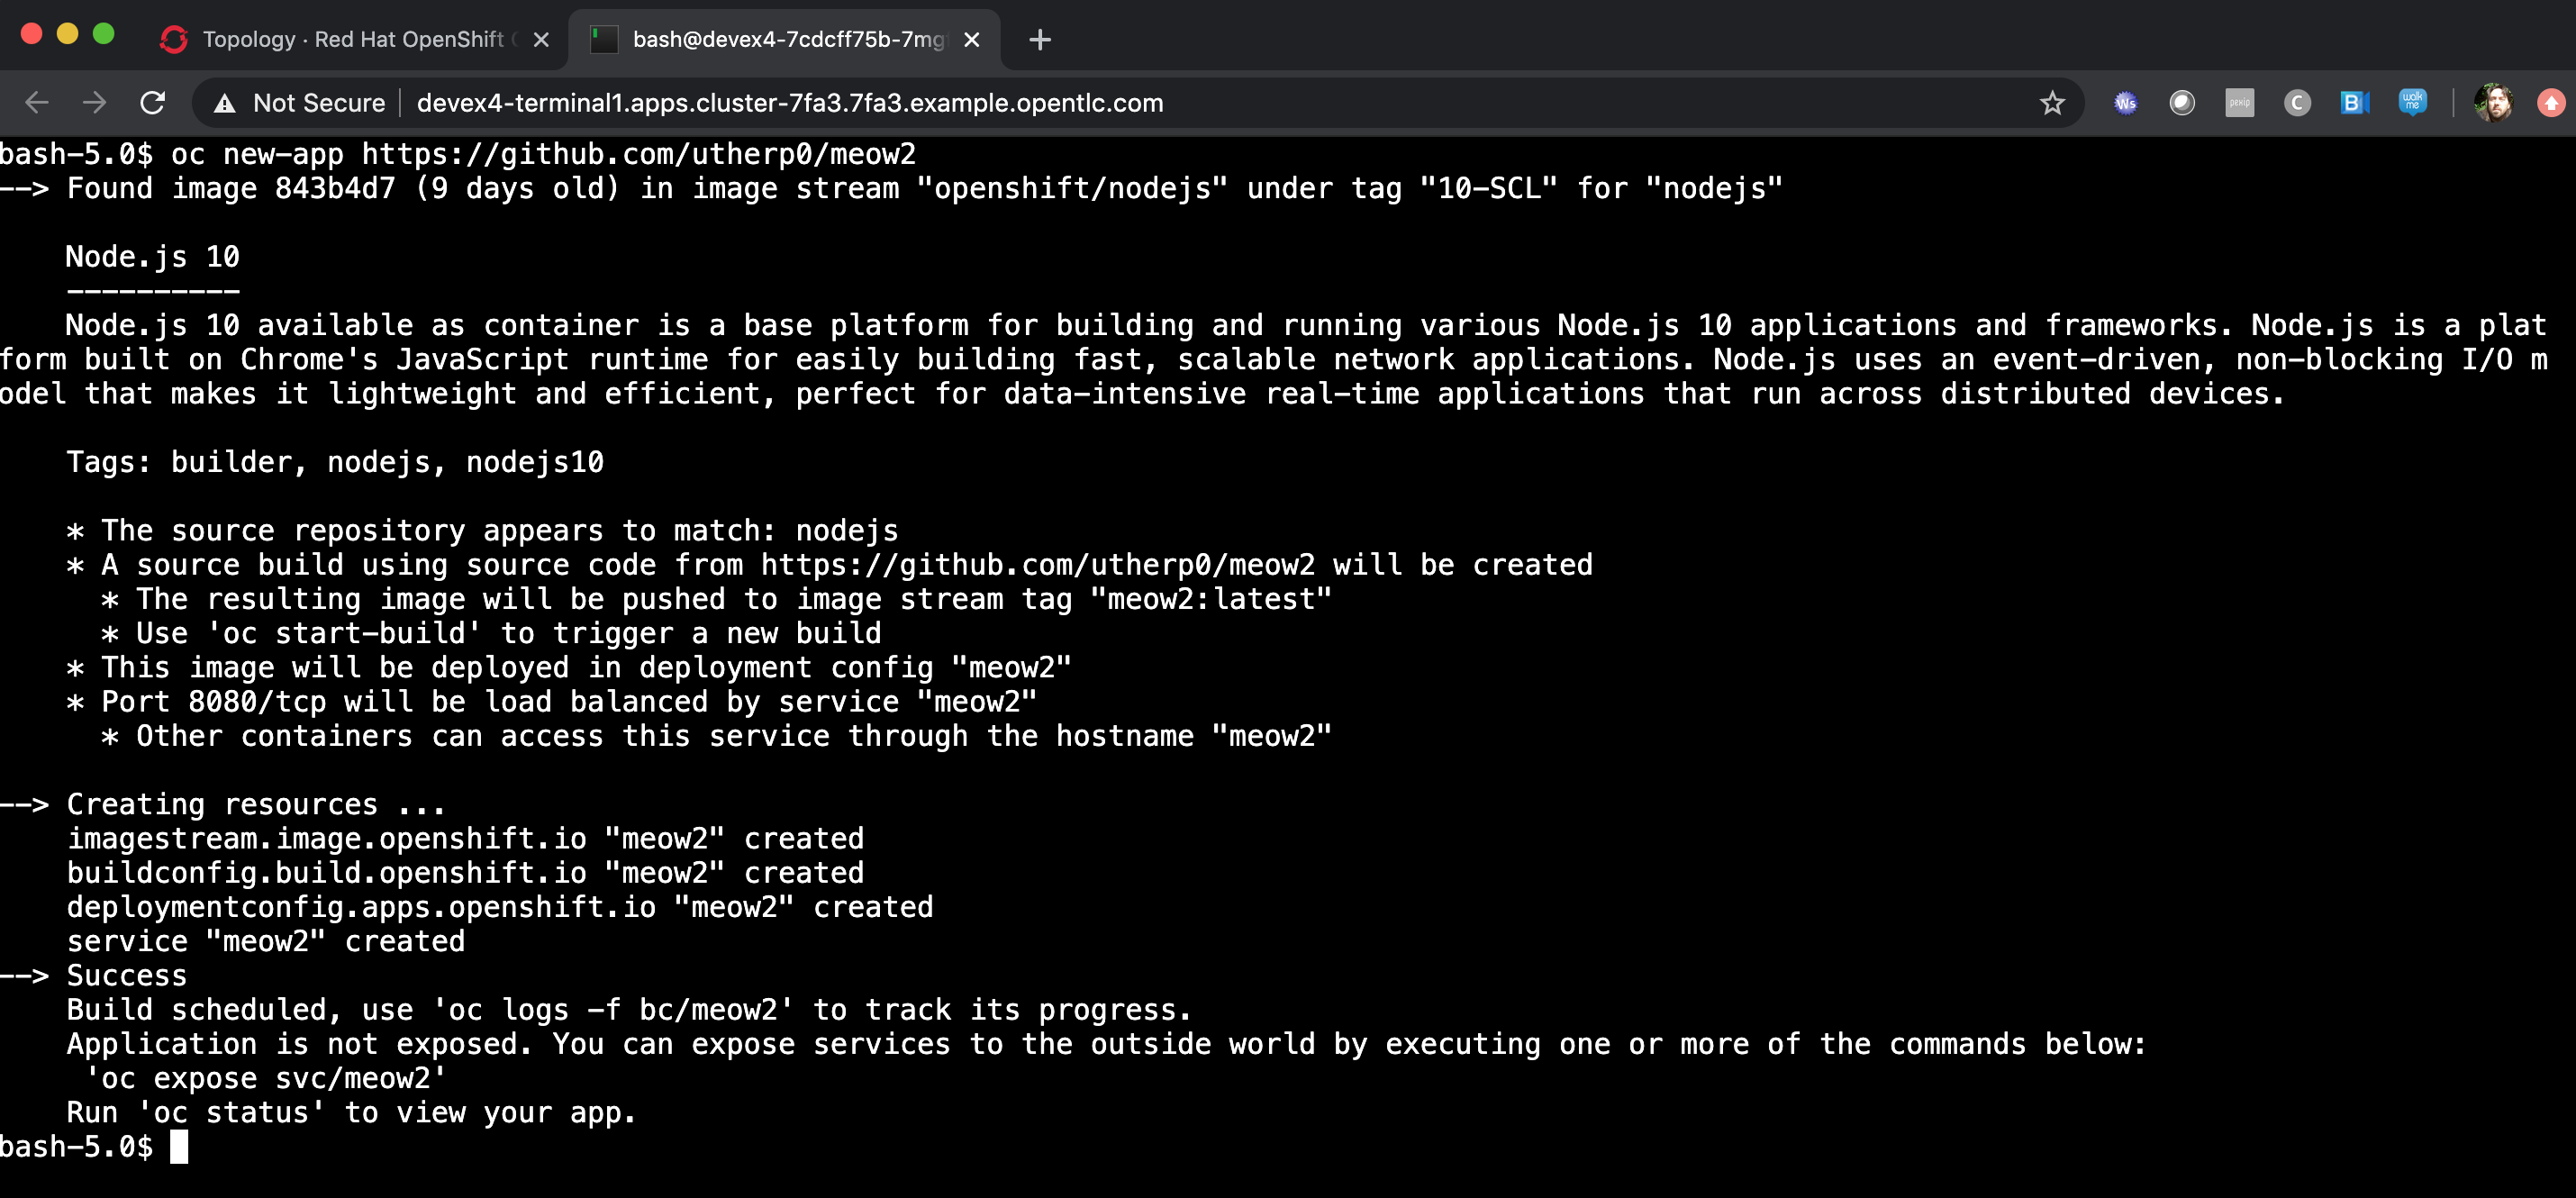 Topology · Red Hat OpenShift
bash@devex4-7cdcff75b-7mg
Not Secure devex4-terminal1.apps.cluster-7fa3.7fa3.example.opentlc.com
Ws pexip C B walk me
bash-5.0$ oc new-app https://github.com/utherp0/meow2
--> Found image 843b4d7 (9 days old) in image stream "openshift/nodejs" under tag "10-SCL" for "nodejs"
Node.js 10
----------
Node.js 10 available as container is a base platform for building and running various Node.js 10 applications and frameworks. Node.js is a plat
form built on Chrome's JavaScript runtime for easily building fast, scalable network applications. Node.js uses an event-driven, non-blocking I/O m
odel that makes it lightweight and efficient, perfect for data-intensive real-time applications that run across distributed devices.
Tags: builder, nodejs, nodejs10
* The source repository appears to match: nodejs
* A source build using source code from https://github.com/utherp0/meow2 will be created
* The resulting image will be pushed to image stream tag "meow2:latest"
* Use 'oc start-build' to trigger a new build
* This image will be deployed in deployment config "meow2"
* Port 8080/tcp will be load balanced by service "meow2"
* Other containers can access this service through the hostname "meow2"
--> Creating resources ...
imagestream.image.openshift.io "meow2" created
buildconfig.build.openshift.io "meow2" created
deploymentconfig.apps.openshift.io "meow2" created
service "meow2" created
--> Success
Build scheduled, use 'oc logs -f bc/meow2' to track its progress.
Application is not exposed. You can expose services to the outside world by executing one or more of the commands below:
'oc expose svc/meow2'
Run 'oc status' to view your app.
bash-5.0$